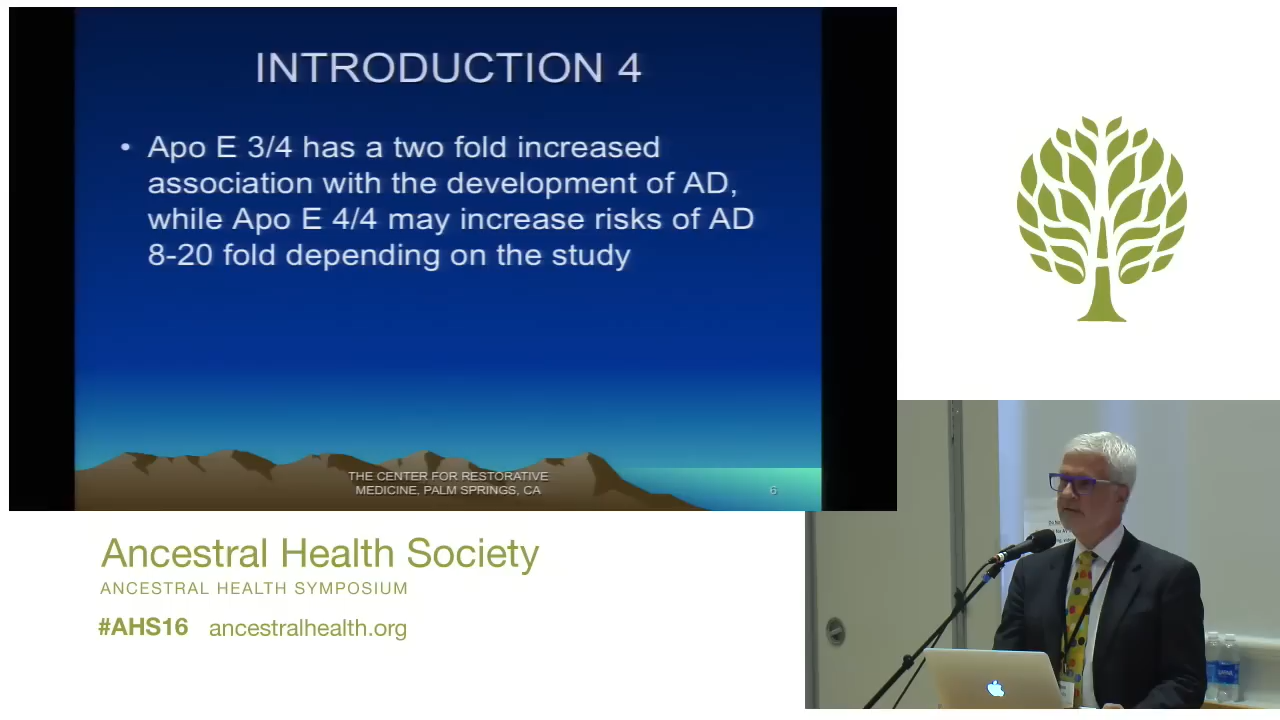 INTRODUCTION 4
• Apo E 3/4 has a two fold increased
association with the development of AD,
while Apo E 4/4 may increase risks of AD
8-20 fold depending on the study
THE CENTER FOR RESTORATIVE
MEDICINE, PALM SPRINGS, CA
6
Ancestral Health Society
ANCESTRAL HEALTH SYMPOSIUM
#AHS16 ancestralhealth.org